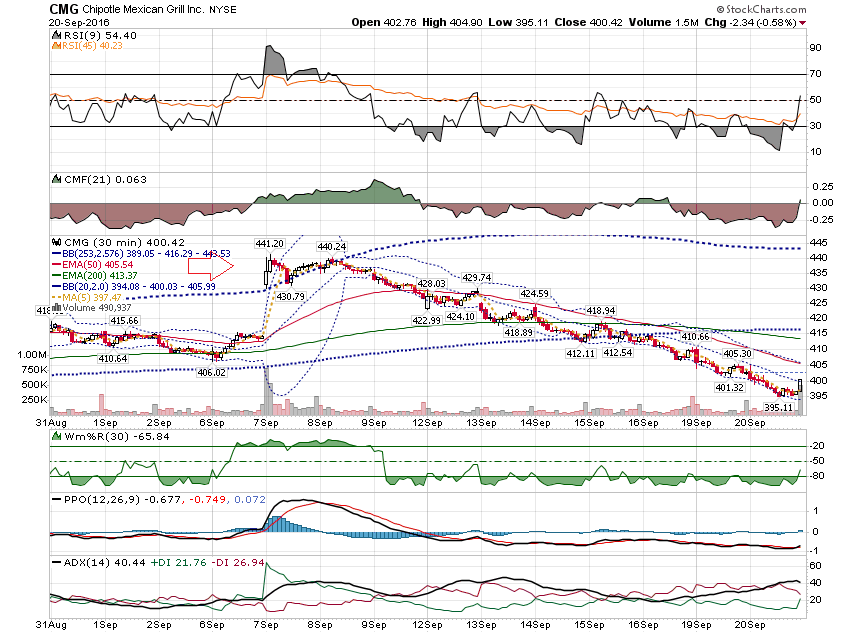 CMG Chipotle Mexican Grill Inc. NYSE
© StockCharts.com
20-Sep-2016
Open 402.76 High 404.90 Low 395.11 Close 400.42 Volume 1.5M Chg -2.34 (-0.58%)
RSI(9) 54.40
RSI(45) 40.23
90
70
50
30
10
CMF(21) 0.063
0.25
0.00
-0.25
CMG (30 min) 400.42
BB(253,2.576) 389.05 - 416.29 - 443.53
EMA(50) 405.54
EMA(200) 413.37
BB(20,2.0) 394.08 - 400.03 - 405.99
MA(5) 397.47
Volume 490,937
441.20
440.24
430.79
428.03
429.74
424.59
422.99
424.10
418.89
418.94
415.66
410.64
406.02
412.11
412.54
410.66
405.30
401.32
395.11
445
440
435
430
425
420
415
410
405
400
395
1.00M
750K
500K
250K
31Aug 1Sep 2Sep 6Sep 7Sep 8Sep 9Sep 12Sep 13Sep 14Sep 15Sep 16Sep 19Sep 20Sep
Wm%R(30) -65.84
-20
-50
-80
PPO(12,26,9) -0.677, -0.749, 0.072
1
0
-1
ADX(14) 40.44 +DI 21.76 -DI 26.94
60
40
20
31Aug 1Sep 2Sep 6Sep 7Sep 8Sep 9Sep 12Sep 13Sep 14Sep 15Sep 16Sep 19Sep 20Sep